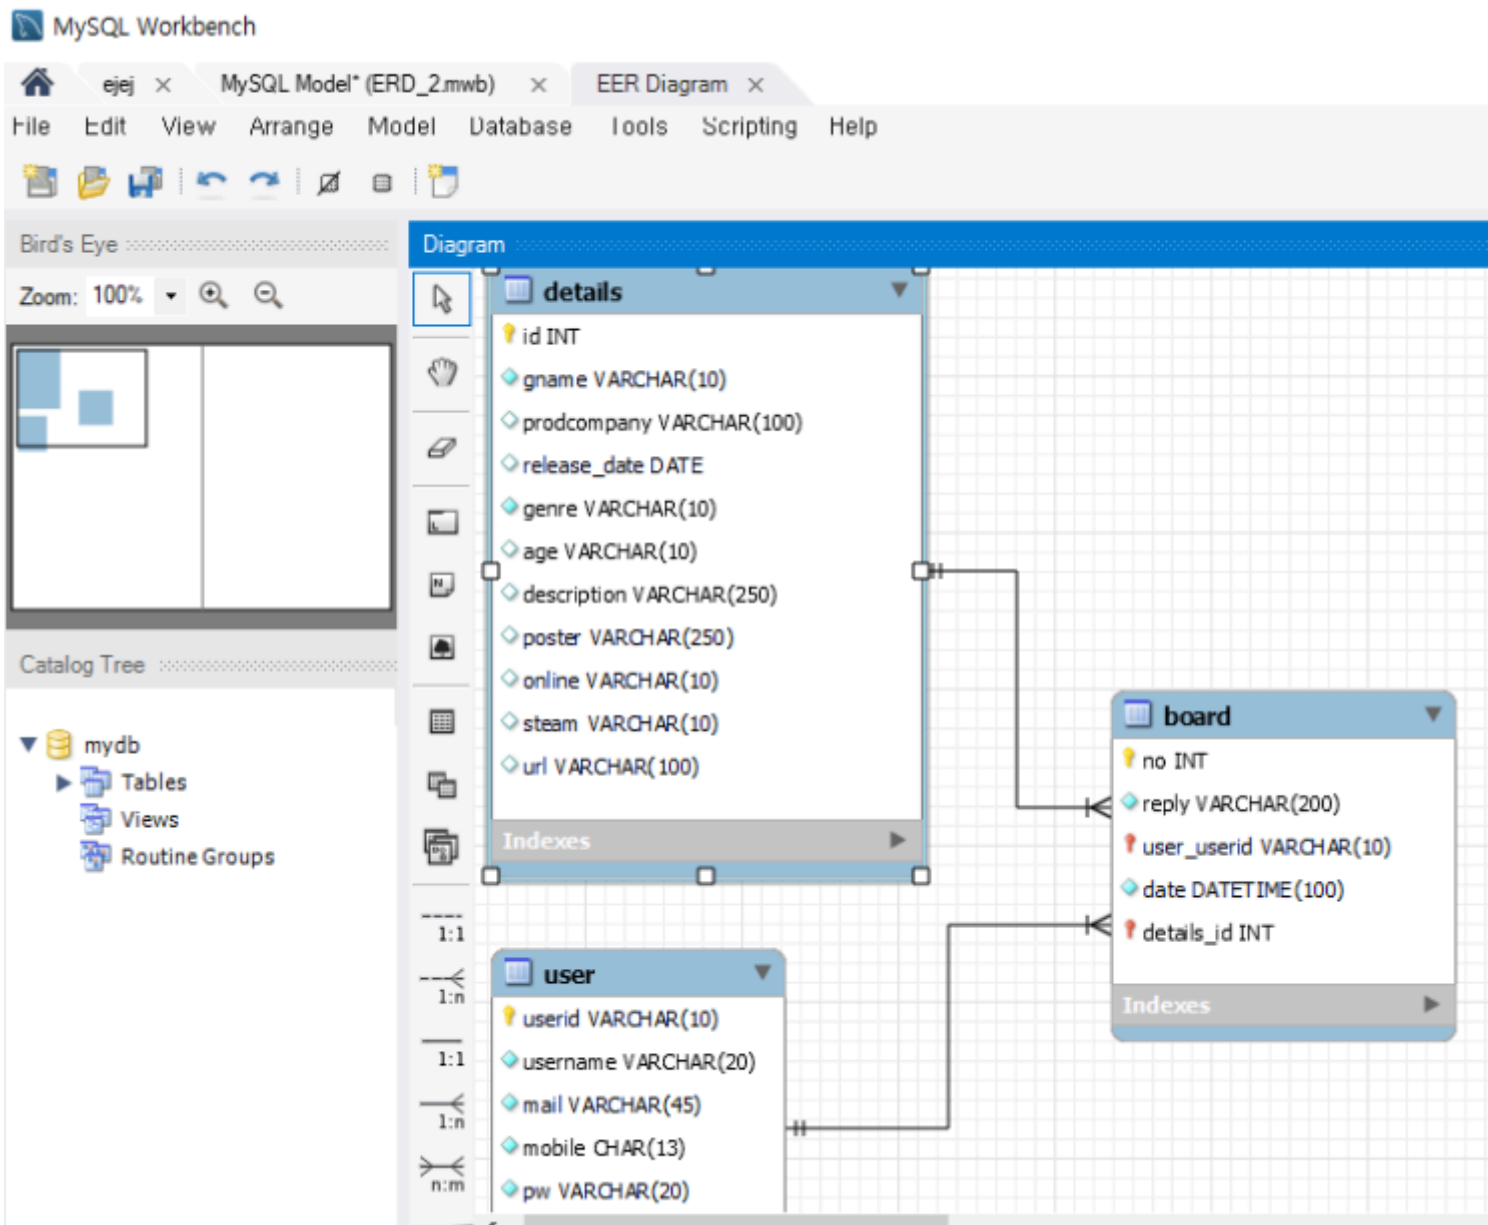 MySQL Workbench
ejej × MySQL Model* (ERD_2.mwb) × EER Diagram ×
File Edit View Arrange Model Database Tools Scripting Help
Bird's Eye
Zoom: 100%
Catalog Tree
mydb
Tables
Views
Routine Groups
Diagram
1:1
1:n
1:1
1:n
n:m
details
id INT
gname VARCHAR(10)
prodcompany VARCHAR(100)
release_date DATE
genre VARCHAR(10)
age VARCHAR(10)
description VARCHAR(250)
poster VARCHAR(250)
online VARCHAR(10)
steam VARCHAR(10)
url VARCHAR(100)
Indexes
user
userid VARCHAR(10)
username VARCHAR(20)
mail VARCHAR(45)
mobile CHAR(13)
pw VARCHAR(20)
board
no INT
reply VARCHAR(200)
user_userid VARCHAR(10)
date DATETIME(100)
details_id INT
Indexes